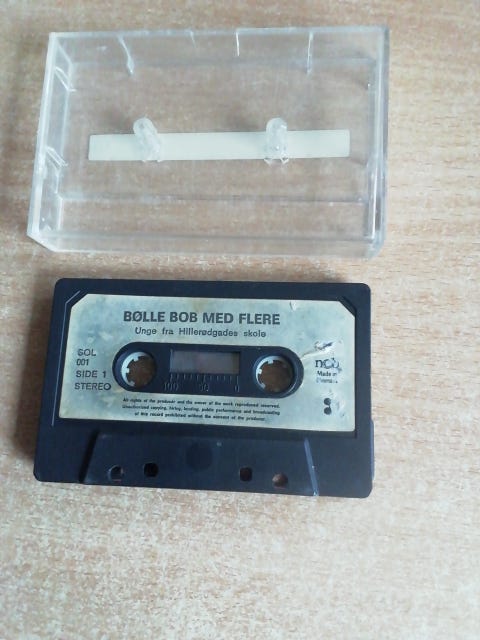 BØLLE BOB MED FLERE
Unge fra Hillerødgades skole
SOL
001
SIDE 1
STEREO
ncb
Made in
100 50 0
All rights of the producer and the owner of the work reproduced reserved.
Unauthorized copying, hiring, lending, public performance and broadcasting
of this record prohibited without the consent of the producer.